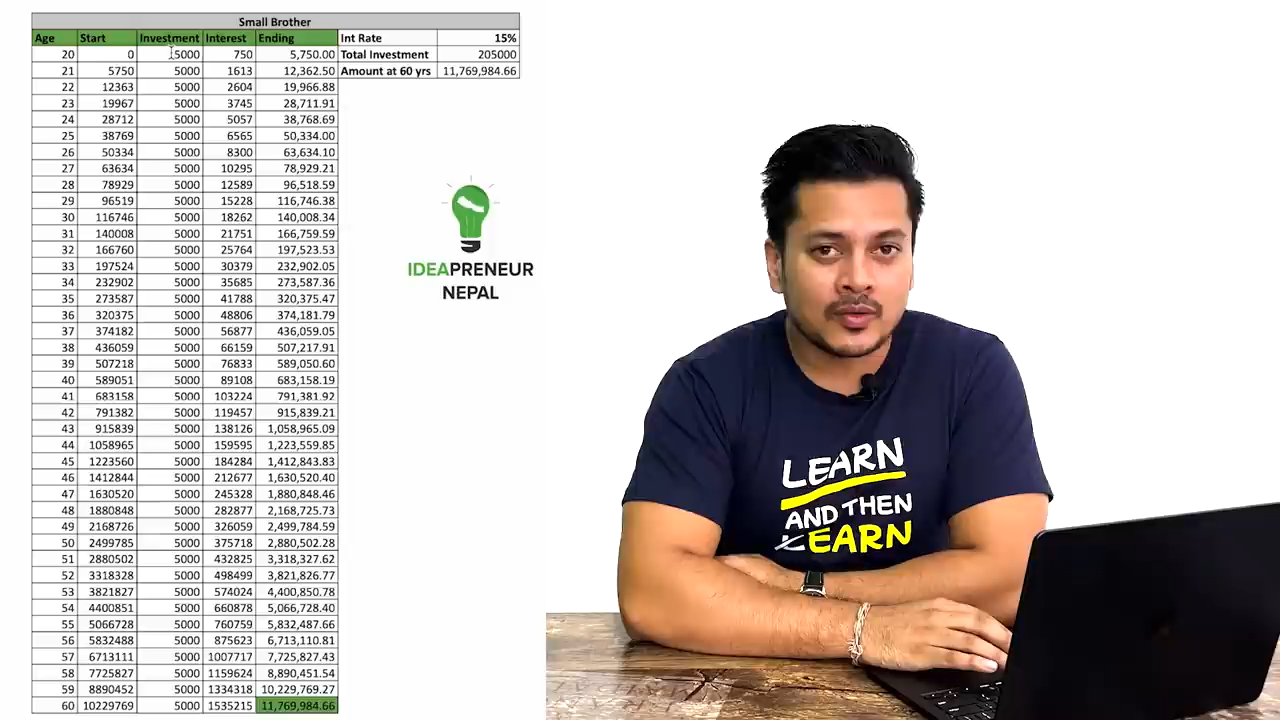 Small Brother
Age Start Investment Interest Ending Int Rate 15%
20 0 5000 750 5,750.00 Total Investment 205000
21 5750 5000 1613 12,362.50 Amount at 60 yrs 11,769,984.66
22 12363 5000 2604 19,966.88
23 19967 5000 3745 28,711.91
24 28712 5000 5057 38,768.69
25 38769 5000 6565 50,334.00
26 50334 5000 8300 63,634.10
27 63634 5000 10295 78,929.21
28 78929 5000 12589 96,518.59
29 96519 5000 15228 116,746.38
30 116746 5000 18262 140,008.34
31 140008 5000 21751 166,759.59
32 166760 5000 25764 197,523.53
33 197524 5000 30379 232,902.05
34 232902 5000 35685 273,587.36
35 273587 5000 41788 320,375.47
36 320375 5000 48806 374,181.79
37 374182 5000 56877 436,059.05
38 436059 5000 66159 507,217.91
39 507218 5000 76833 589,050.60
40 589051 5000 89108 683,158.19
41 683158 5000 103224 791,381.92
42 791382 5000 119457 915,839.21
43 915839 5000 138126 1,058,965.09
44 1058965 5000 159595 1,223,559.85
45 1223560 5000 184284 1,412,843.83
46 1412844 5000 212677 1,630,520.40
47 1630520 5000 245328 1,880,848.46
48 1880848 5000 282877 2,168,725.73
49 2168726 5000 326059 2,499,784.59
50 2499785 5000 375718 2,880,502.28
51 2880502 5000 432825 3,318,327.62
52 3318328 5000 498499 3,821,826.77
53 3821827 5000 574024 4,400,850.78
54 4400851 5000 660878 5,066,728.40
55 5066728 5000 760759 5,832,487.66
56 5832488 5000 875623 6,713,110.81
57 6713111 5000 1007717 7,725,827.43
58 7725827 5000 1159624 8,890,451.54
59 8890452 5000 1334318 10,229,769.27
60 10229769 5000 1535215 11,769,984.66
IDEAPRENEUR
NEPAL
LEARN
AND THEN
LEARN